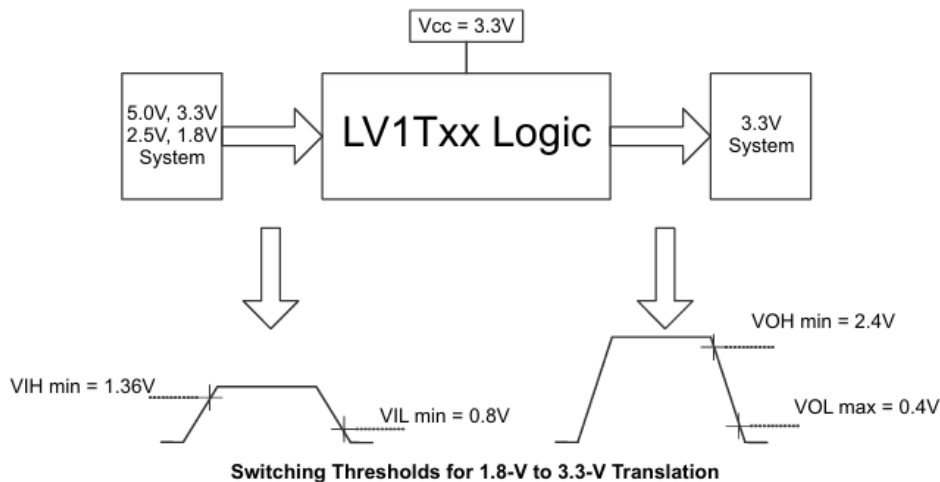 Vcc = 3.3V
5.0V, 3.3V
2.5V, 1.8V
System
LV1Txx Logic
3.3V
System
VOH min = 2.4V
VIH min = 1.36V
VIL min = 0.8V
VOL max = 0.4V
Switching Thresholds for 1.8-V to 3.3-V Translation